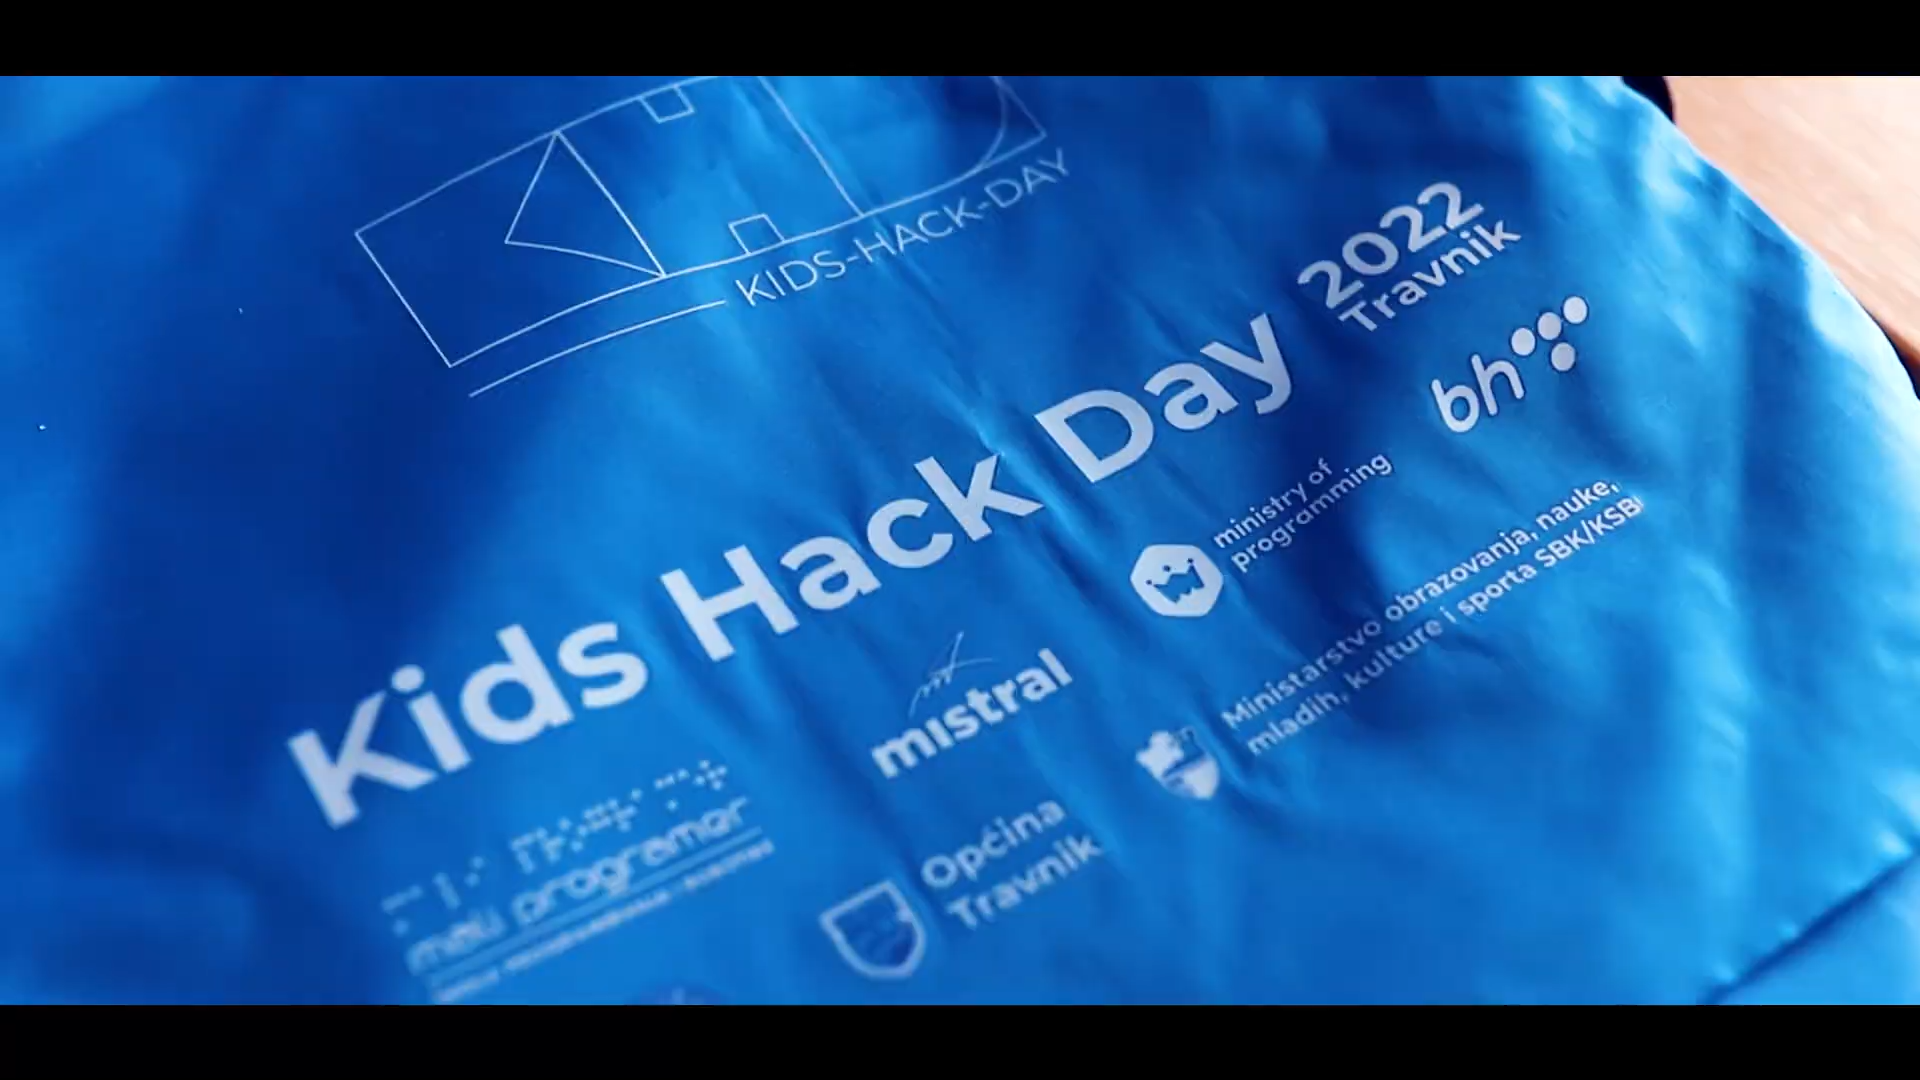 KIDS-HACK-DAY
Kids Hack Day
2022
Travnik
bh
ministry of
programming
mistral
Ministarstvo obrazovanja, nauke,
mladih, kulture i sporta SBK/KSB
mali programer
Općina
Travnik